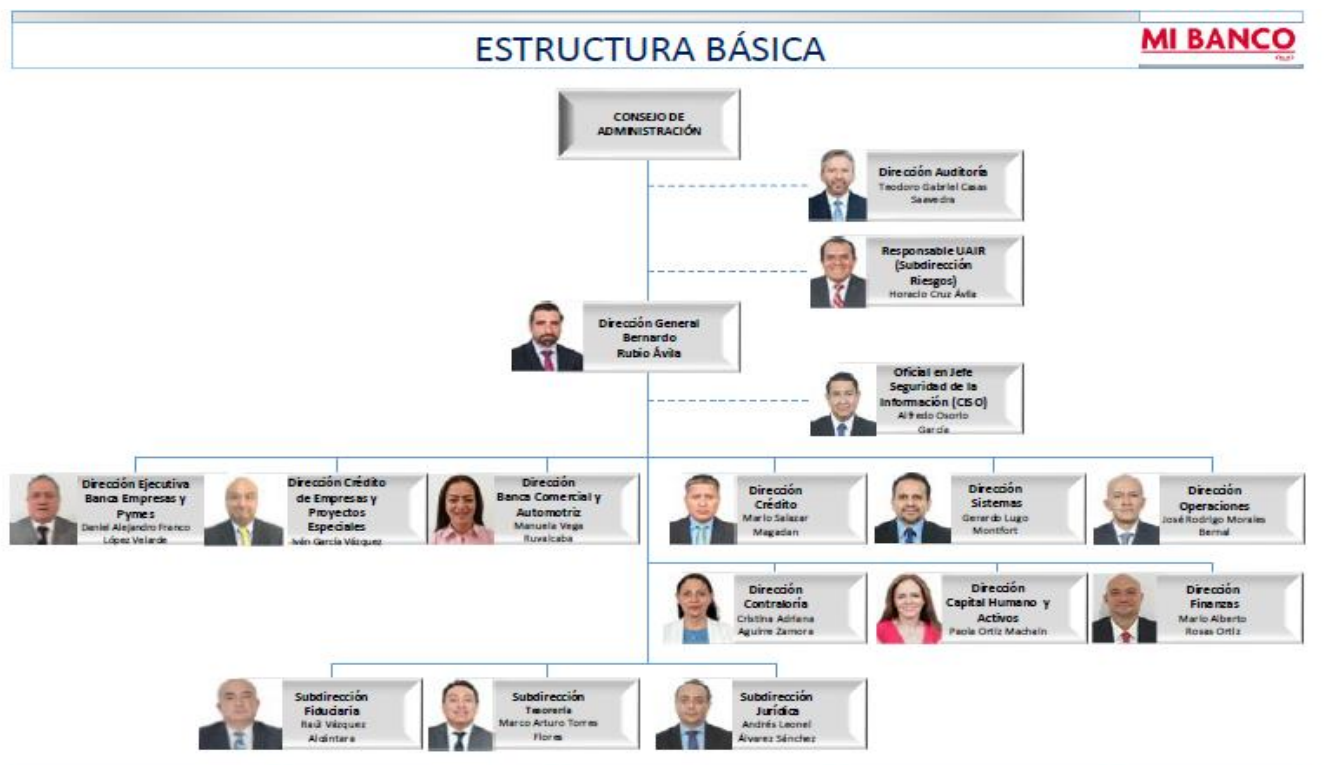 ESTRUCTURA BÁSICA
MI BANCO
CONSEJO DE
ADMINISTRACIÓN
Dirección Auditoría
Teodoro Gabriel Casas
Saavedra
Responsable UAIR
(Subdirección
Riesgos)
Horacio Cruz Ávila
Dirección General
Bernardo
Rubio Ávila
Oficial en Jefe
Seguridad de la
Información (CISO)
Alfredo Osorio
García
Dirección Ejecutiva
Banca Empresas y
Pymes
Daniel Alejandro Franco
López Velarde
Dirección Crédito
de Empresas y
Proyectos
Especiales
Iván García Vázquez
Dirección
Banca Comercial y
Automotriz
Manuela Vega
Ruvalcaba
Dirección
Crédito
Mario Salazar
Magadan
Dirección
Sistemas
Gerardo Lugo
Montfort
Dirección
Operaciones
José Rodrigo Morales
Bernal
Dirección
Contraloría
Cristina Adriana
Aguirre Zamora
Dirección
Capital Humano y
Activos
Paola Ortiz Machain
Dirección
Finanzas
Mario Alberto
Rosas Ortiz
Subdirección
Fiduciaria
Raúl Vázquez
Alcántara
Subdirección
Tesorería
Marco Arturo Torres
Flores
Subdirección
Jurídica
Andrés Leonel
Álvarez Sánchez